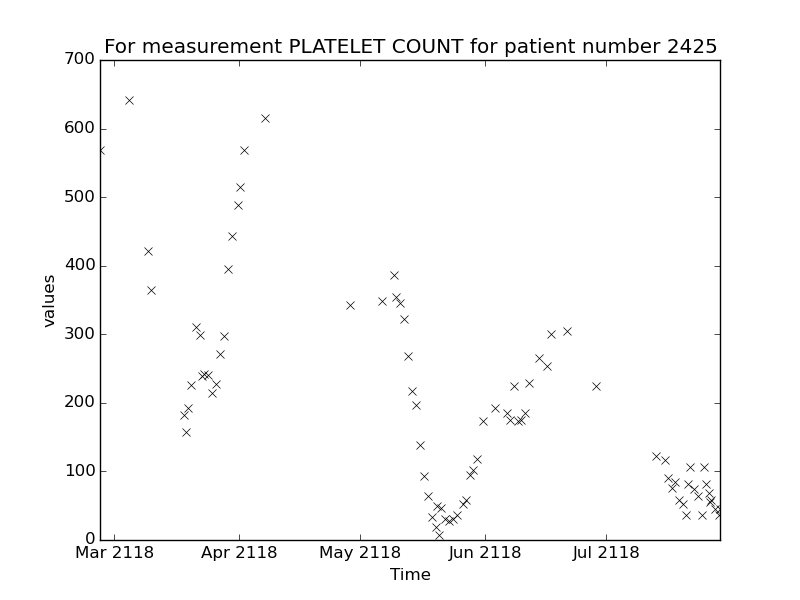 For measurement PLATELET COUNT for patient number 2425
700
600
500
400
300
200
100
0
values
Mar 2118 Apr 2118 May 2118 Jun 2118 Jul 2118
Time